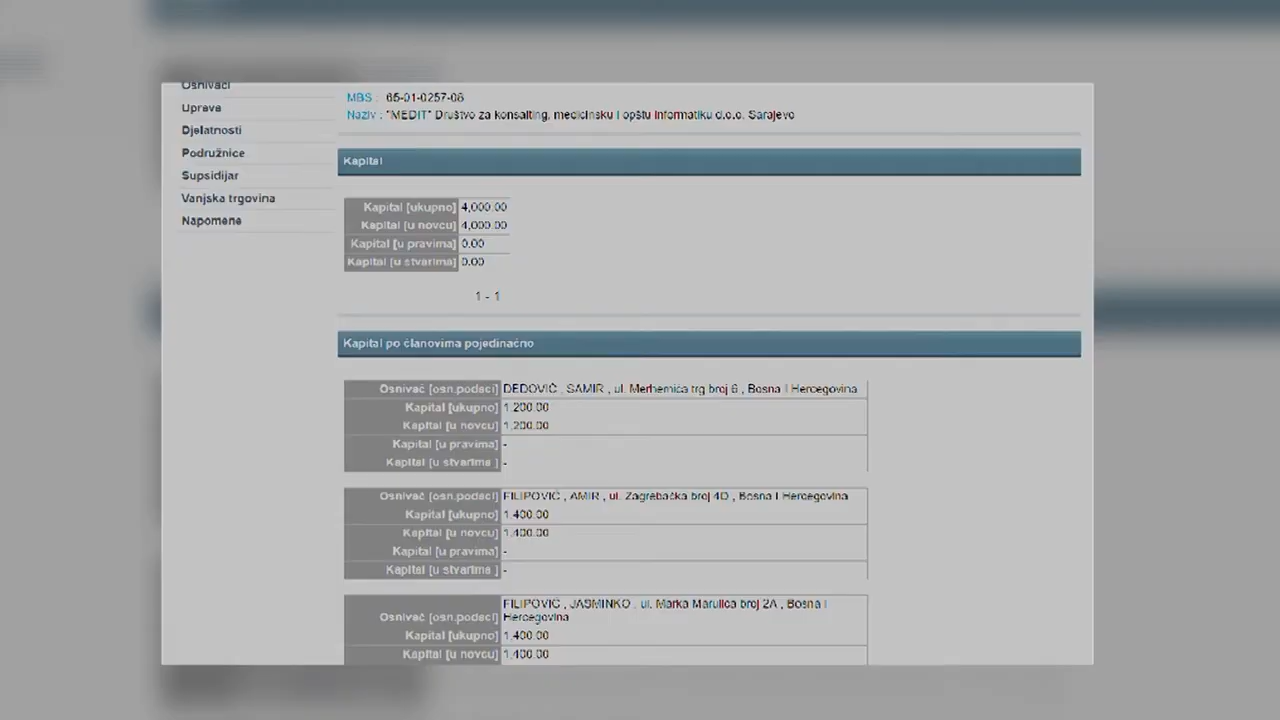 Osnivači
Uprava
Djelatnosti
Podružnice
Supsidijar
Vanjska trgovina
Napomene
MBS : 65-01-0257-08
Naziv : "MEDIT" Društvo za konsalting, medicinsku i opštu informatiku d.o.o. Sarajevo
Kapital
Kapital [ukupno] 4,000.00
Kapital [u novcu] 4,000.00
Kapital [u pravima] 0.00
Kapital [u stvarima] 0.00
1 - 1
Kapital po članovima pojedinačno
Osnivač [osn.podaci] DEDOVIĆ , SAMIR , ul. Merhemića trg broj 6 , Bosna i Hercegovina
Kapital [ukupno] 1,200.00
Kapital [u novcu] 1,200.00
Kapital [u pravima] -
Kapital [u stvarima ] -
Osnivač [osn.podaci] FILIPOVIĆ , AMIR , ul. Zagrebačka broj 4D , Bosna i Hercegovina
Kapital [ukupno] 1,400.00
Kapital [u novcu] 1,400.00
Kapital [u pravima] -
Kapital [u stvarima ] -
FILIPOVIĆ , JASMINKO , ul. Marka Marulića broj 2A , Bosna i
Osnivač [osn.podaci] Hercegovina
Kapital [ukupno] 1,400.00
Kapital [u novcu] 1,400.00